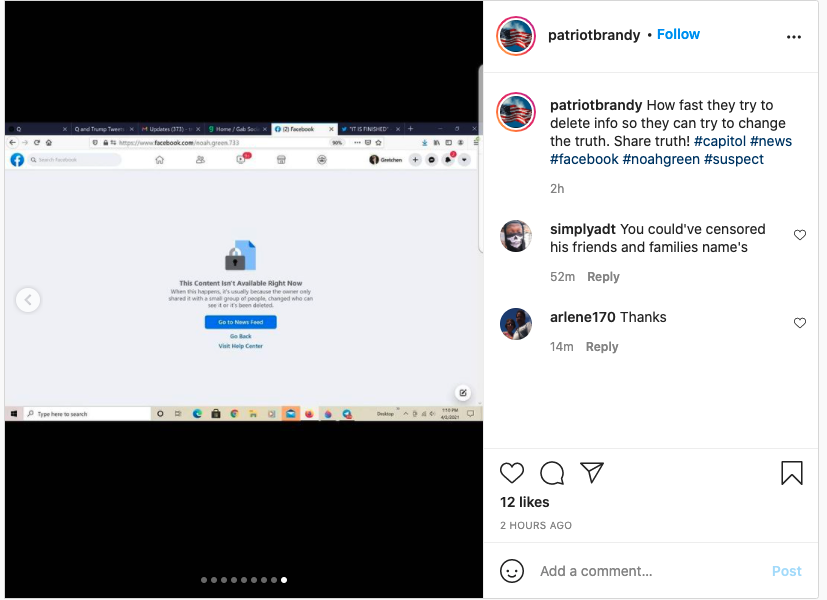 Q
Q and Trump Tweets
Updates (373) -
Home / Gab Social
(2) Facebook
"IT IS FINISHED"
https://www.facebook.com/noah.green.733
90%
Search Facebook
Gretchen
This Content Isn't Available Right Now
When this happens, it's usually because the owner only
shared it with a small group of people, changed who can
see it or it's been deleted.
Go to News Feed
Go Back
Visit Help Center
Type here to search
Desktop
7:10 PM
4/2/2021
patriotbrandy • Follow
patriotbrandy How fast they try to
delete info so they can try to change
the truth. Share truth! #capitol #news
#facebook #noahgreen #suspect
2h
simplyadt You could've censored
his friends and families name's
52m Reply
arlene170 Thanks
14m Reply
12 likes
2 HOURS AGO
Add a comment... Post